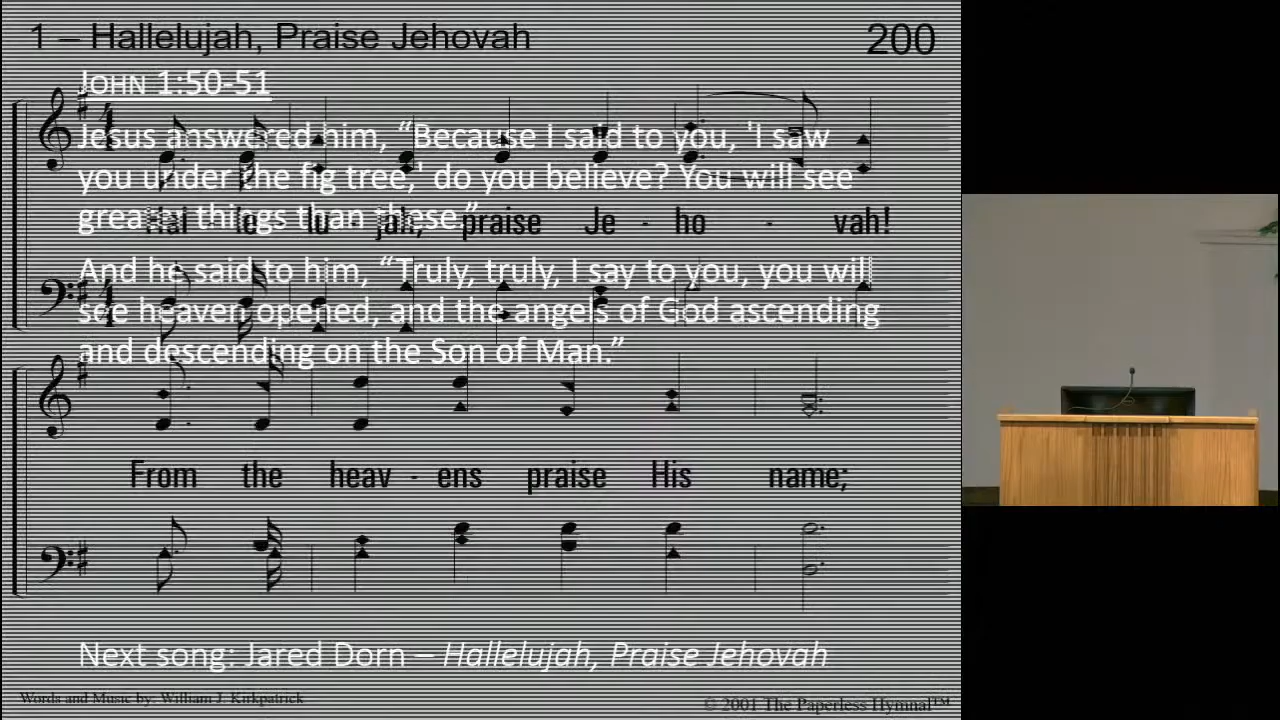 1 – Hallelujah, Praise Jehovah 200
JOHN 1:50-51
Jesus answered him, “Because I said to you, 'I saw
you under the fig tree,' do you believe? You will see
greater things than these.”
Hal - le - lu - jah, praise Je - ho - vah!
And he said to him, “Truly, truly, I say to you, you will
see heaven opened, and the angels of God ascending
and descending on the Son of Man.”
From the heav - ens praise His name;
Next song: Jared Dorn – Hallelujah, Praise Jehovah
Words and Music by: William J. Kirkpatrick
© 2001 The Paperless Hymnal™